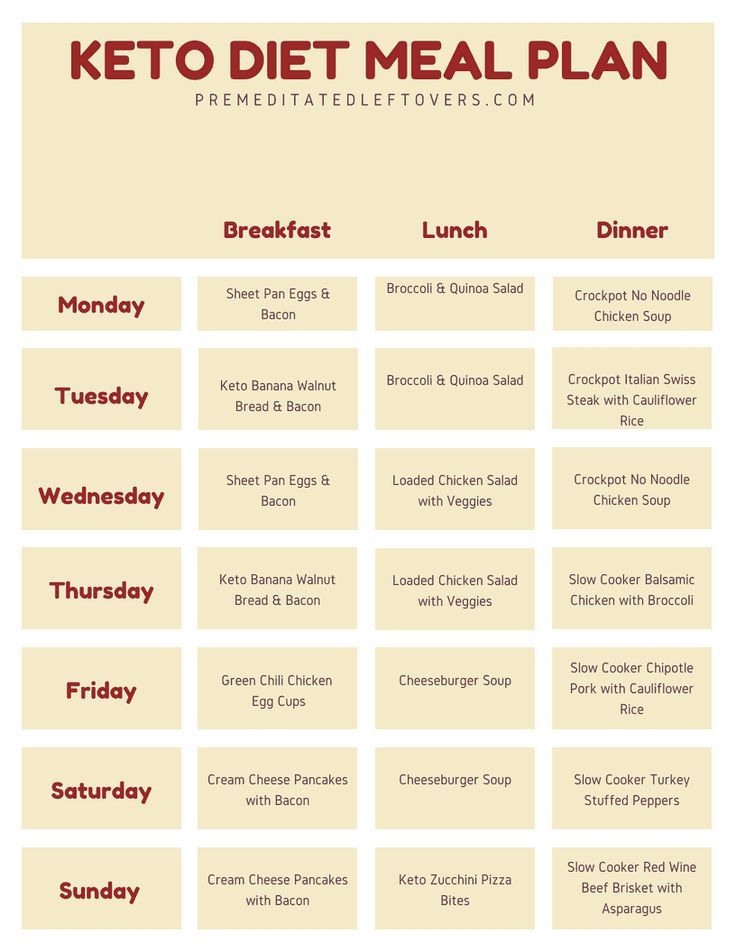 KETO DIET MEAL PLAN
PREMEDITATEDLEFTOVERS.COM
Breakfast
Lunch
Dinner
Monday
Sheet Pan Eggs &
Bacon
Broccoli & Quinoa Salad
Crockpot No Noodle
Chicken Soup
Tuesday
Keto Banana Walnut
Bread & Bacon
Broccoli & Quinoa Salad
Crockpot Italian Swiss
Steak with Cauliflower
Rice
Wednesday
Sheet Pan Eggs &
Bacon
Loaded Chicken Salad
with Veggies
Crockpot No Noodle
Chicken Soup
Thursday
Keto Banana Walnut
Bread & Bacon
Loaded Chicken Salad
with Veggies
Slow Cooker Balsamic
Chicken with Broccoli
Friday
Green Chili Chicken
Egg Cups
Cheeseburger Soup
Slow Cooker Chipotle
Pork with Cauliflower
Rice
Saturday
Cream Cheese Pancakes
with Bacon
Cheeseburger Soup
Slow Cooker Turkey
Stuffed Peppers
Sunday
Cream Cheese Pancakes
with Bacon
Keto Zucchini Pizza
Bites
Slow Cooker Red Wine
Beef Brisket with
Asparagus